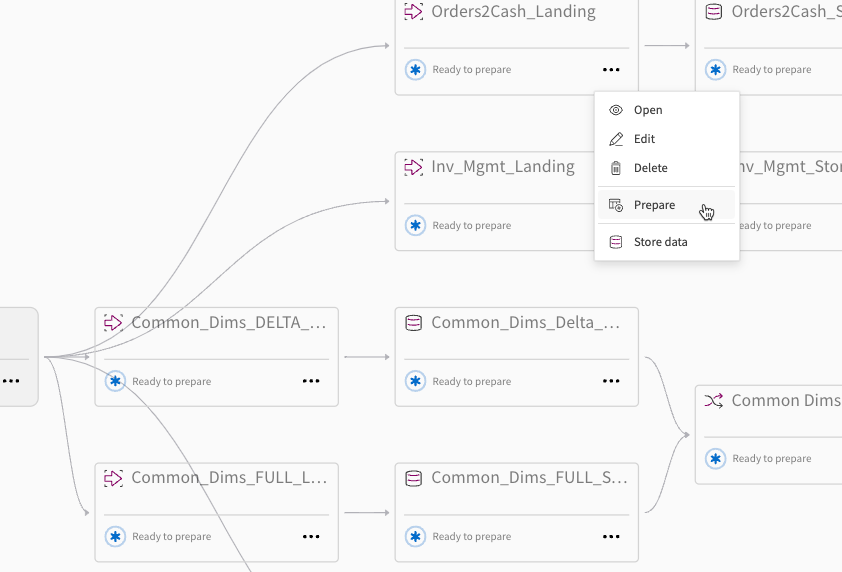 Orders2Cash_Landing
Orders2Cash_S
Ready to prepare
Ready to prepare
Open
Edit
Delete
Prepare
Store data
Inv_Mgmt_Landing
nv_Mgmt_Stor
Ready to prepare
eady to prepare
Common_Dims_DELTA_...
Common_Dims_Delta_...
Ready to prepare
Ready to prepare
Common Dims
Ready to prepare
Common_Dims_FULL_L...
Common_Dims_FULL_S...
Ready to prepare
Ready to prepare